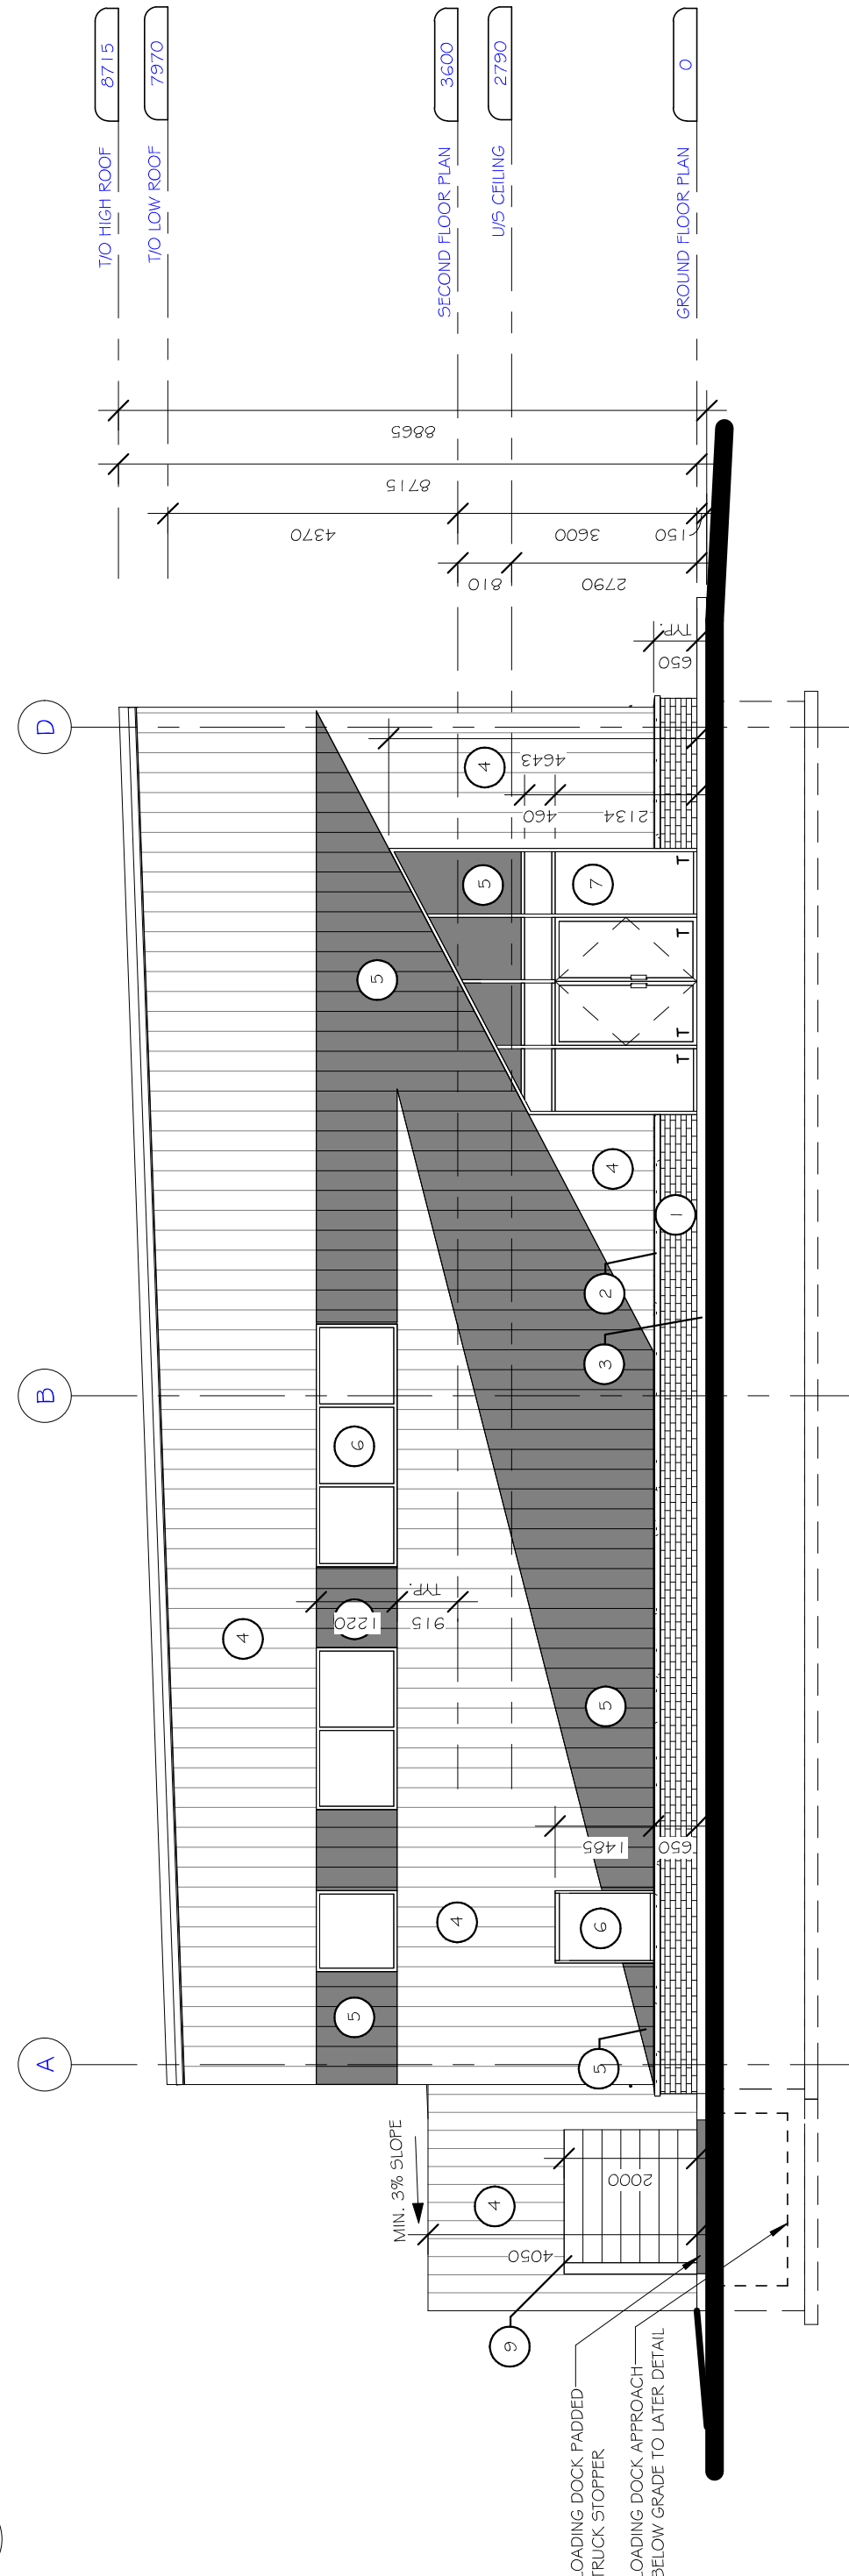 8715
T/O HIGH ROOF
7970
T/O LOW ROOF
3600
SECOND FLOOR PLAN
2790
U/S CEILING
0
GROUND FLOOR PLAN
8865
8715
4370
3600
150
810
2790
TYP.
650
D
B
A
4643
460
2134
4
5
7
5
4
1
2
3
6
4
1220
915
TYP.
5
1485
650
4
6
5
5
MIN. 3% SLOPE
4
2000
4050
9
LOADING DOCK PADDED
TRUCK STOPPER
LOADING DOCK APPROACH
BELOW GRADE TO LATER DETAIL